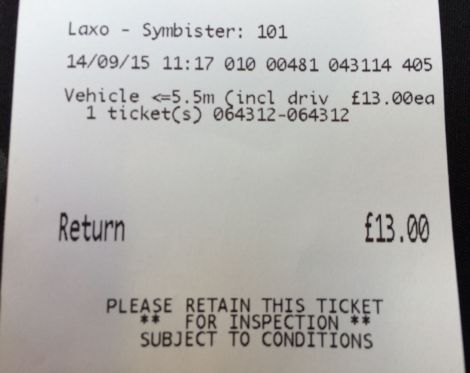 Laxo - Symbister: 101
14/09/15 11:17 010 00481 043114 405
Vehicle <=5.5m (incl driv £13.00ea
1 ticket(s) 064312-064312
Return £13.00
PLEASE RETAIN THIS TICKET
** FOR INSPECTION **
SUBJECT TO CONDITIONS